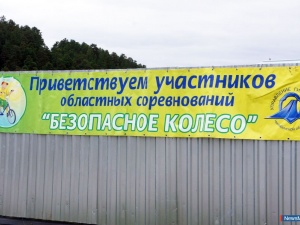 Приветствуем участников
областных соревнований
"БЕЗОПАСНОЕ КОЛЕСО"